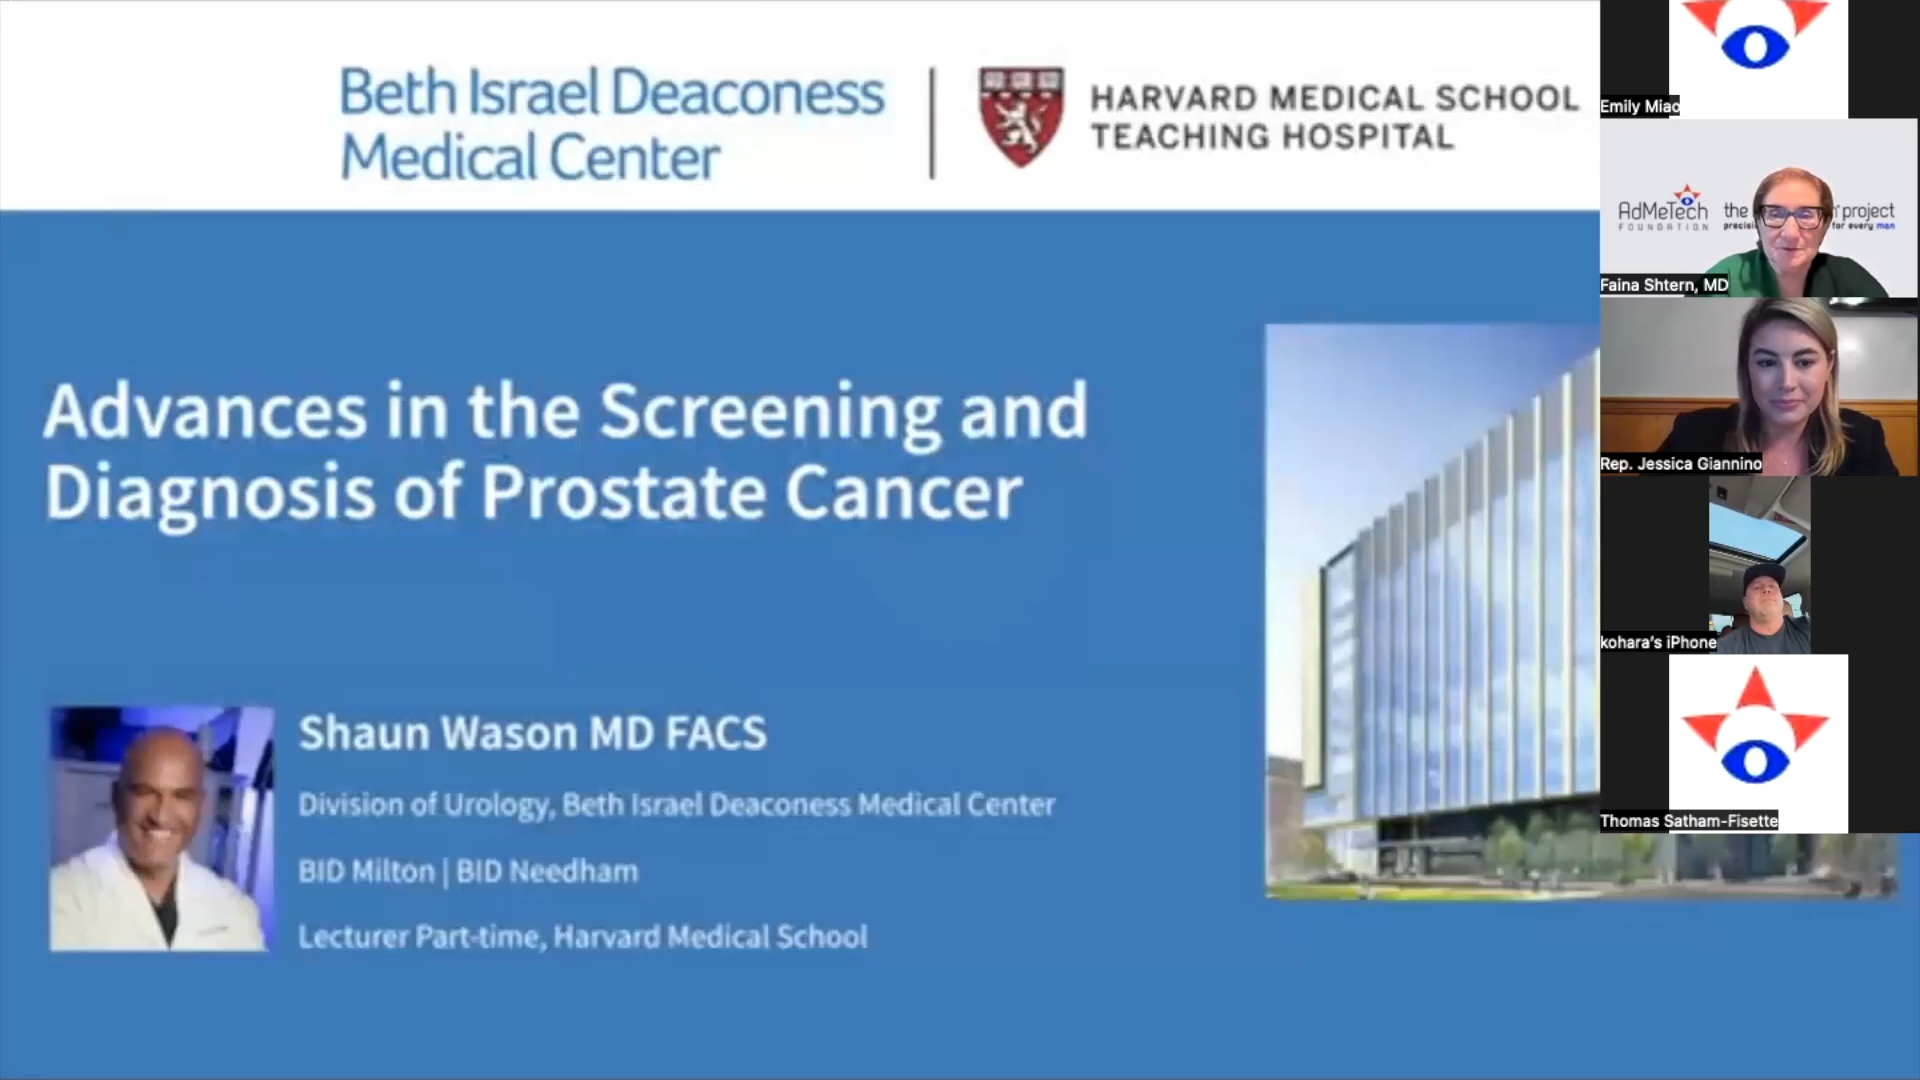 Beth Israel Deaconess
Medical Center
HARVARD MEDICAL SCHOOL
TEACHING HOSPITAL
Advances in the Screening and
Diagnosis of Prostate Cancer
Shaun Wason MD FACS
Division of Urology, Beth Israel Deaconess Medical Center
BID Milton | BID Needham
Lecturer Part-time, Harvard Medical School
Emily Miao
AdMeTech
FOUNDATION
the project
for every man
Faina Shtern, MD
Rep. Jessica Giannino
kohara's iPhone
Thomas Satham-Fisette